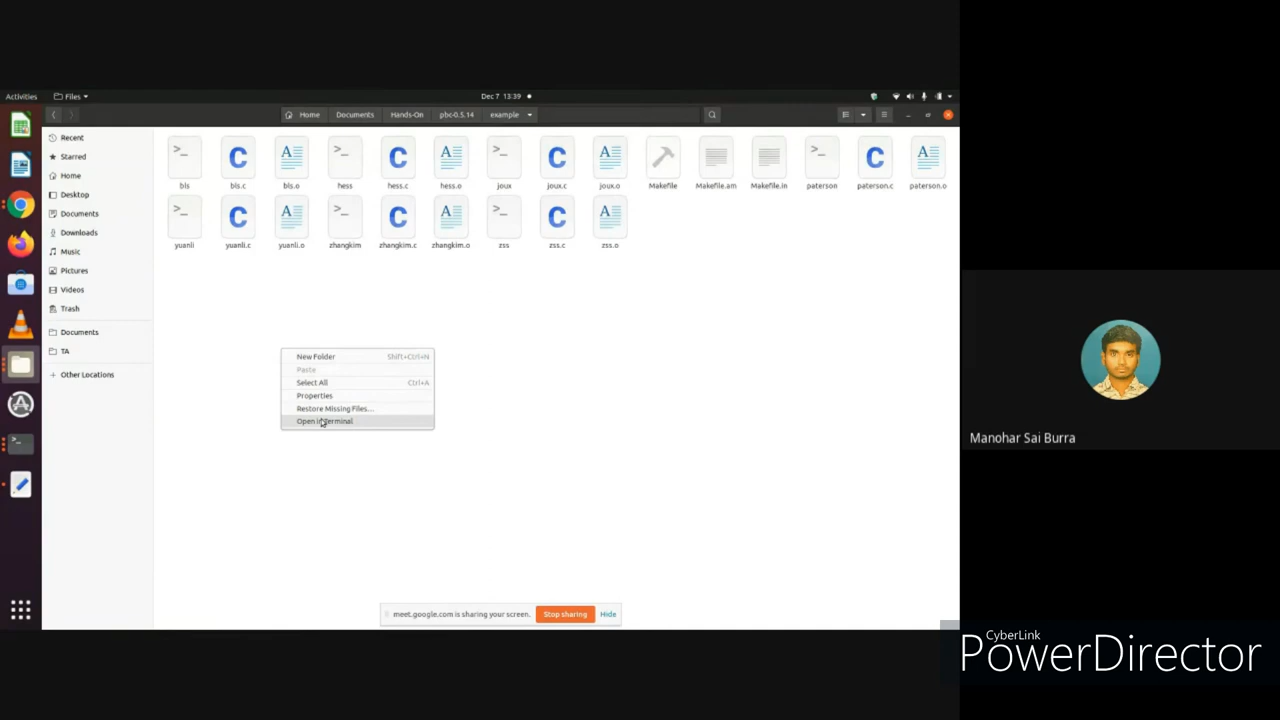 Activities Files Dec 7 13:39
Home Documents Hands-On pbc-0.5.14 example
Recent
Starred
Home
Desktop
Documents
Downloads
Music
Pictures
Videos
Trash
Documents
TA
+ Other Locations
bls bls.c bls.o hess hess.c hess.o joux joux.c joux.o Makefile Makefile.am Makefile.in paterson paterson.c paterson.o
yuanli yuanli.c yuanli.o zhangkim zhangkim.c zhangkim.o zss zss.c zss.o
New Folder Shift+Ctrl+N
Paste
Select All Ctrl+A
Properties
Restore Missing Files...
Open in Terminal
meet.google.com is sharing your screen. Stop sharing Hide
Manohar Sai Burra
CyberLink
PowerDirector